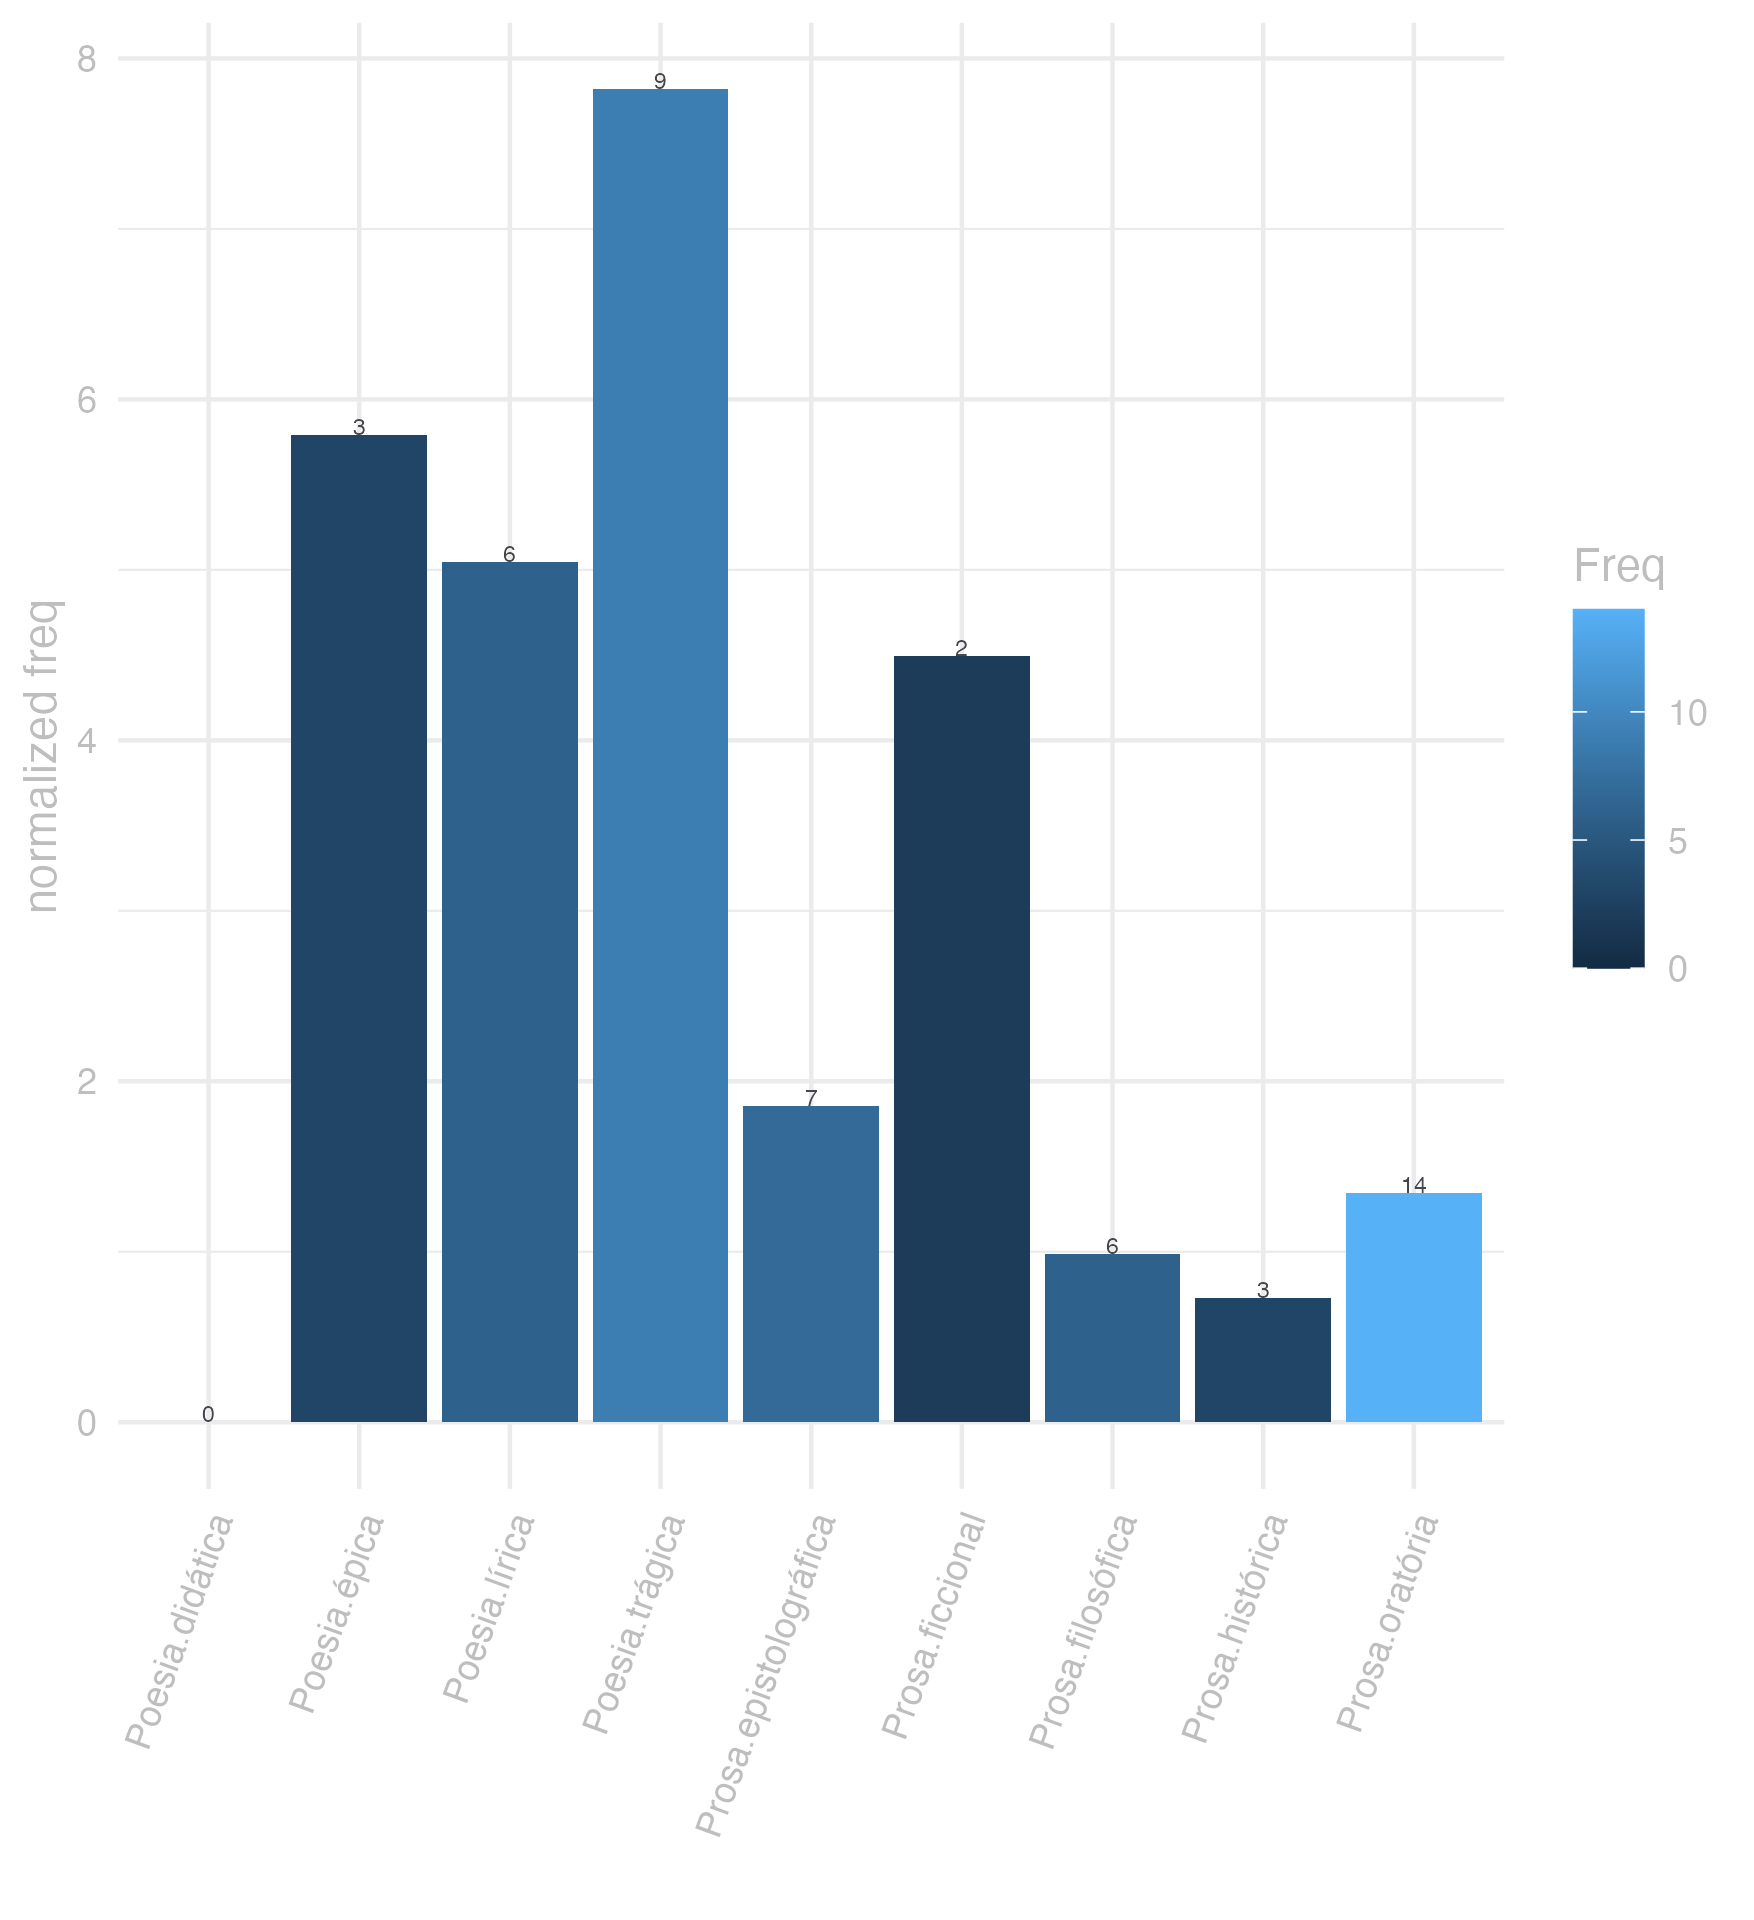 normalized freq
8
6
4
2
0
0
3
6
9
7
2
6
3
14
Poesia.didática
Poesia.épica
Poesia.lírica
Poesia.trágica
Prosa.epistolográfica
Prosa.ficcional
Prosa.filosófica
Prosa.histórica
Prosa.oratória
Freq
10
5
0